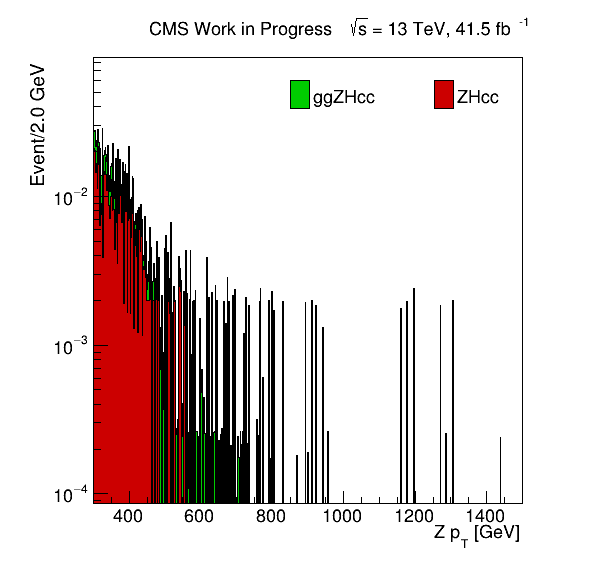 CMS Work in Progress √s = 13 TeV, 41.5 fb⁻¹
Event/2.0 GeV
ggZHcc ZHcc
10⁻²
10⁻³
10⁻⁴
400 600 800 1000 1200 1400
Z p_T [GeV]